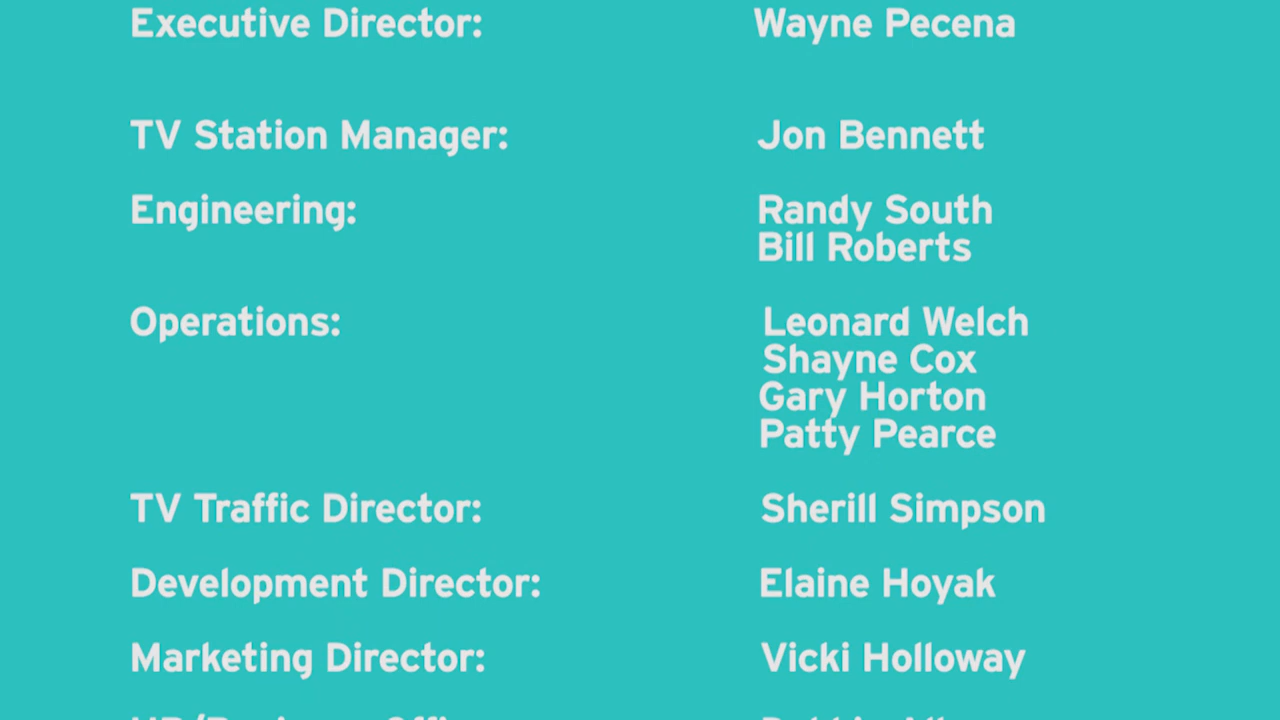 Executive Director: Wayne Pecena
TV Station Manager: Jon Bennett
Engineering: Randy South
Bill Roberts
Operations: Leonard Welch
Shayne Cox
Gary Horton
Patty Pearce
TV Traffic Director: Sherill Simpson
Development Director: Elaine Hoyak
Marketing Director: Vicki Holloway